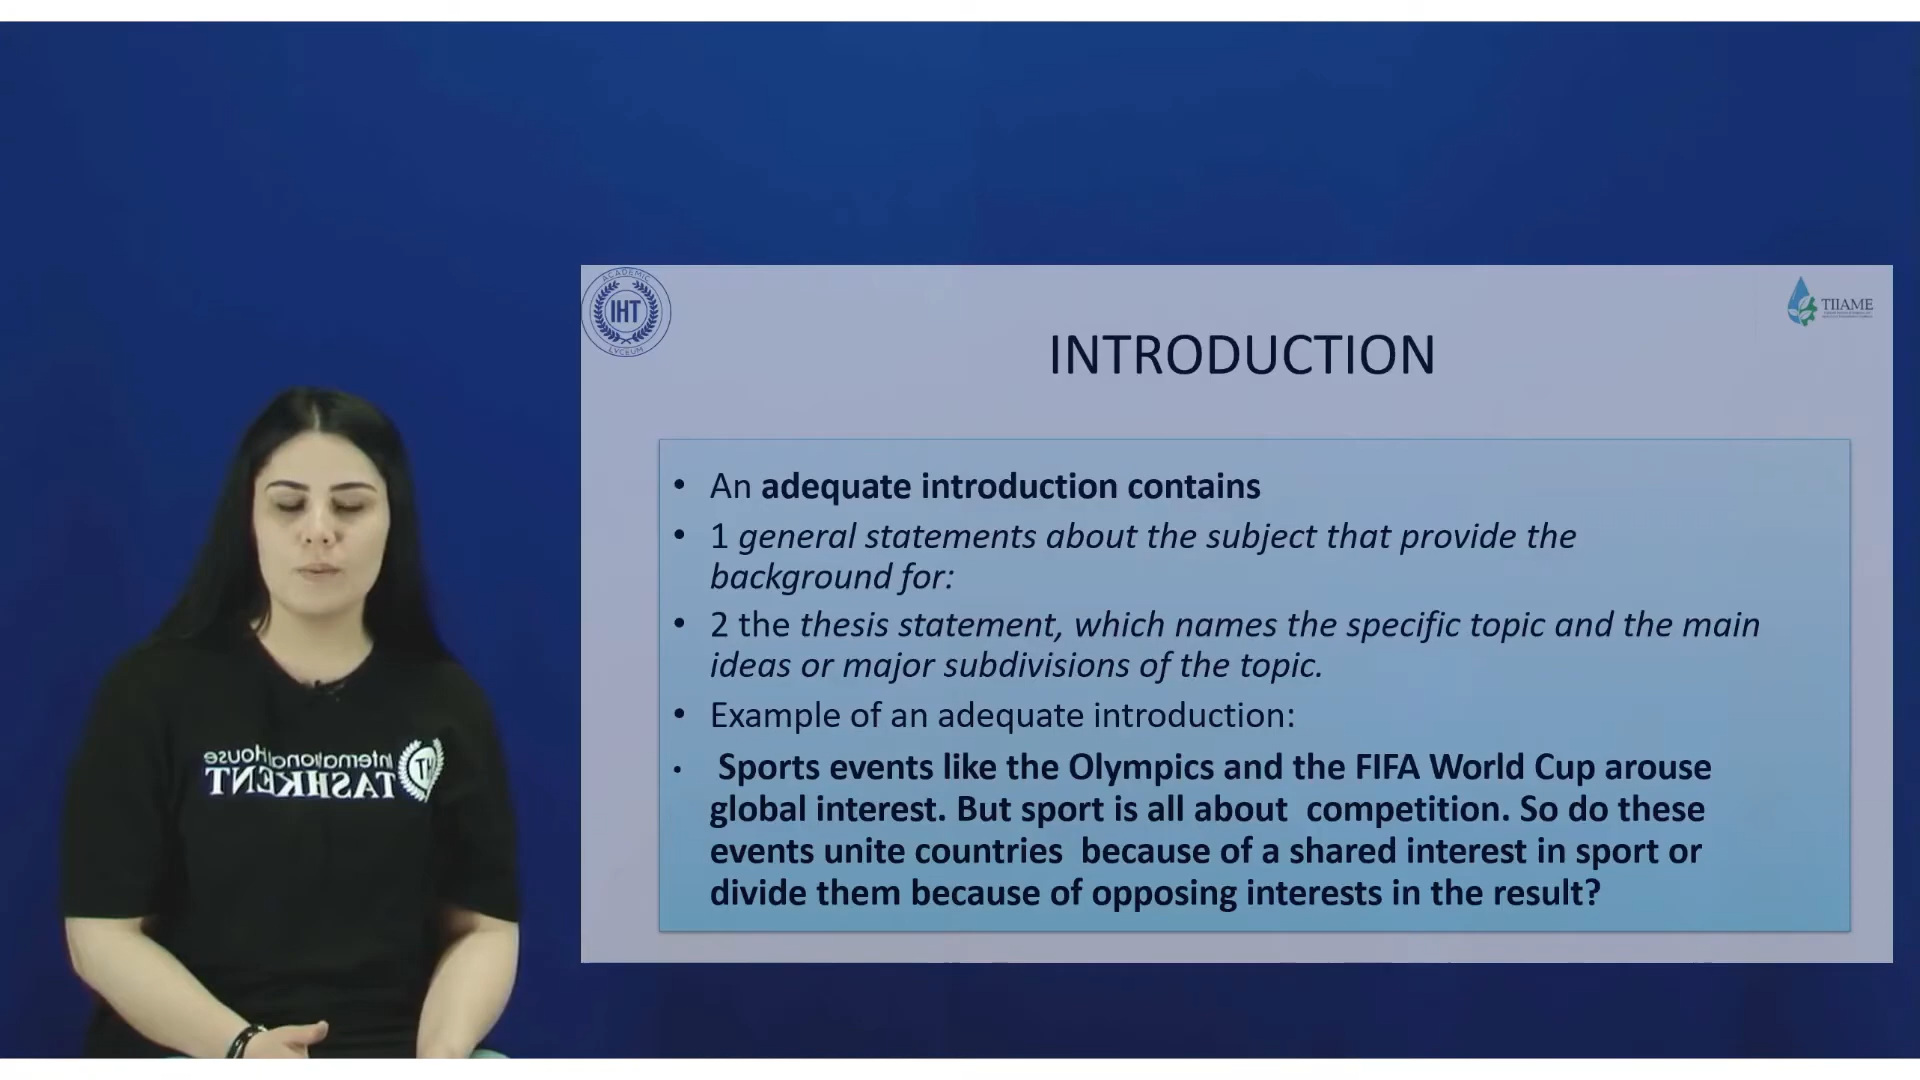 ACADEMIC
IHT
LYCEUM
TIIAME
INTRODUCTION
• An adequate introduction contains
• 1 general statements about the subject that provide the
background for:
• 2 the thesis statement, which names the specific topic and the main
ideas or major subdivisions of the topic.
• Example of an adequate introduction:
• Sports events like the Olympics and the FIFA World Cup arouse
global interest. But sport is all about competition. So do these
events unite countries because of a shared interest in sport or
divide them because of opposing interests in the result?
International House
TASHKENT